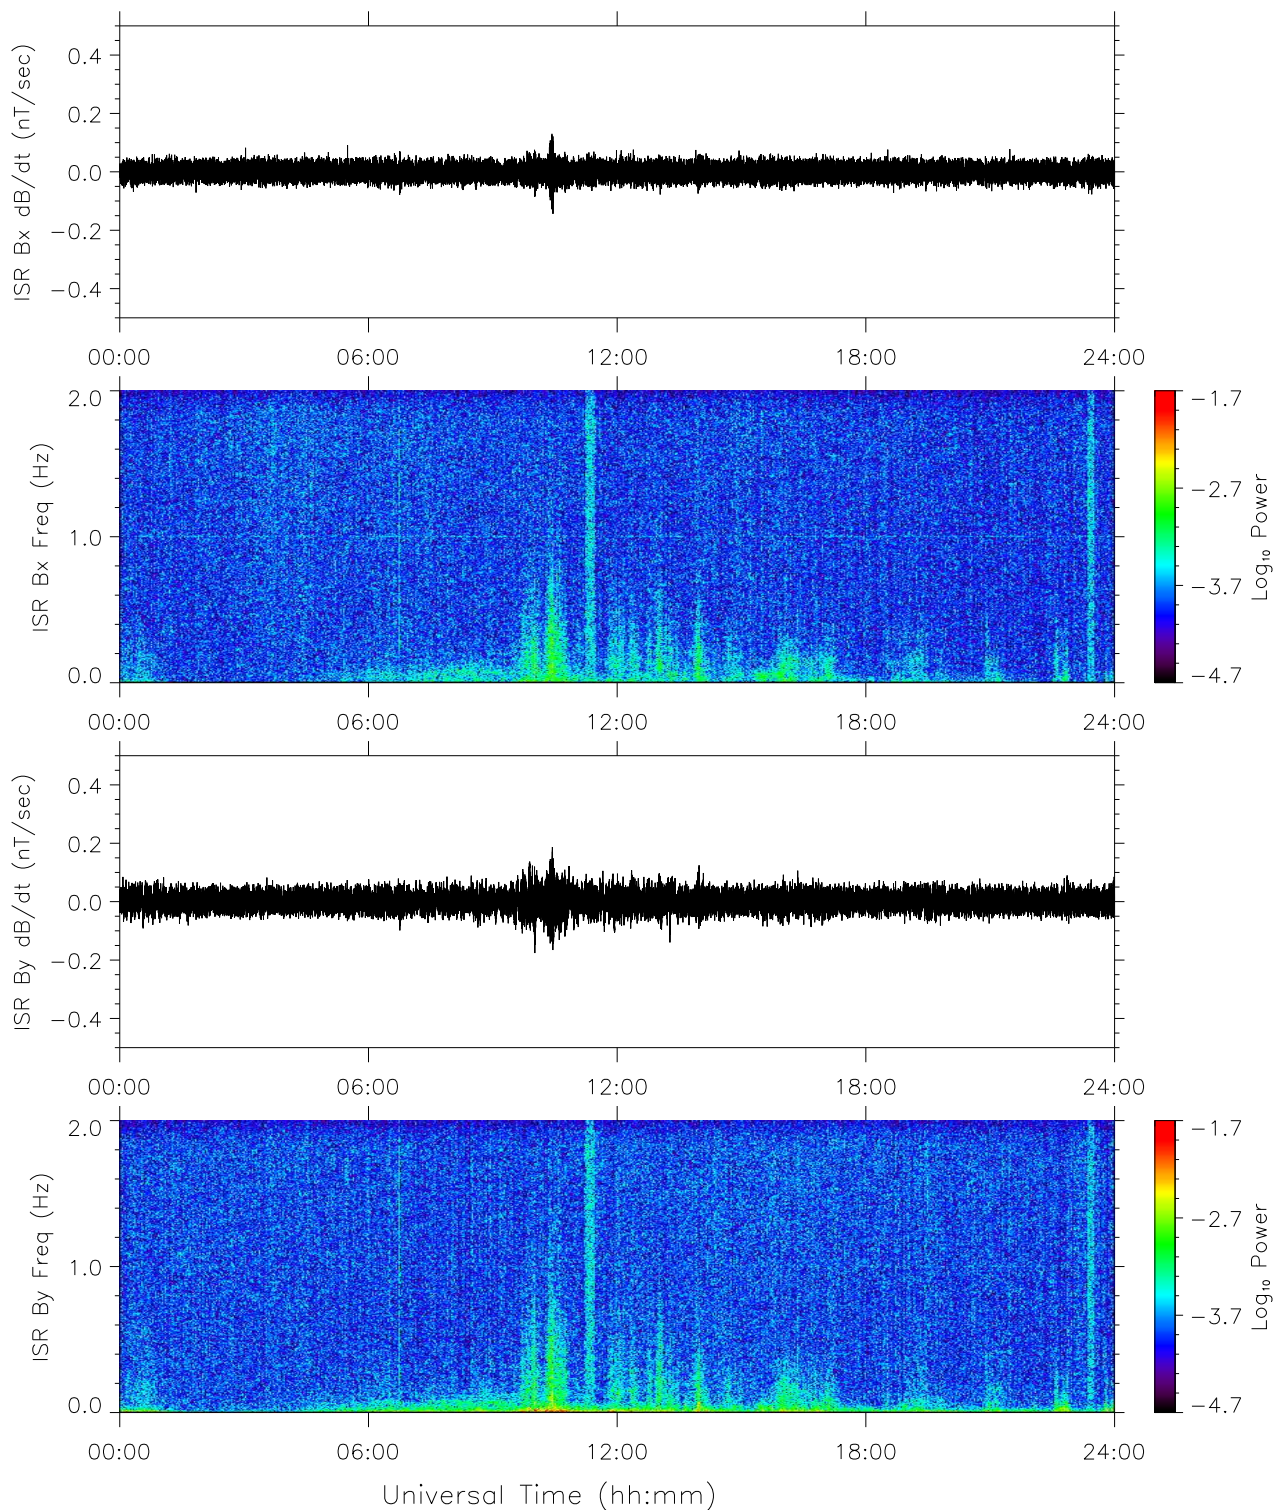 ISR Bx dB/dt (nT/sec)
0.4
0.2
0.0
−0.2
−0.4
00:00 06:00 12:00 18:00 24:00
ISR Bx Freq (Hz)
2.0
1.0
0.0
−1.7
−2.7
−3.7
−4.7
Log₁₀ Power
00:00 06:00 12:00 18:00 24:00
ISR By dB/dt (nT/sec)
0.4
0.2
0.0
−0.2
−0.4
00:00 06:00 12:00 18:00 24:00
ISR By Freq (Hz)
2.0
1.0
0.0
−1.7
−2.7
−3.7
−4.7
Log₁₀ Power
00:00 06:00 12:00 18:00 24:00
Universal Time (hh:mm)